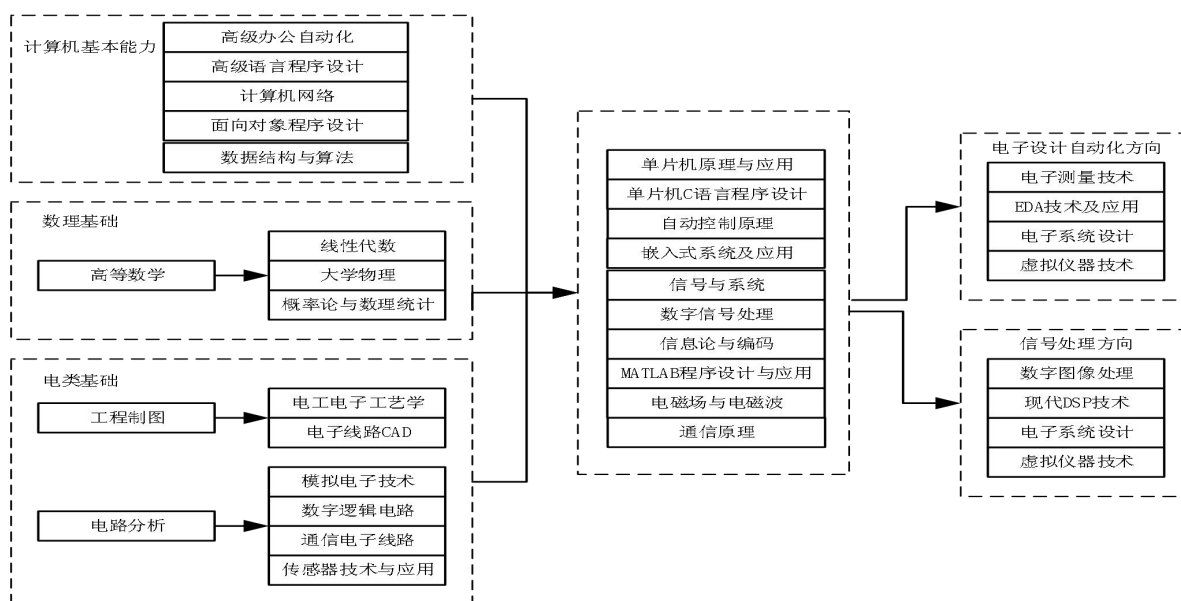 计算机基本能力
高级办公自动化
高级语言程序设计
计算机网络
面向对象程序设计
数据结构与算法
数理基础
高等数学
线性代数
大学物理
概率论与数理统计
电类基础
工程制图
电工电子工艺学
电子线路CAD
电路分析
模拟电子技术
数字逻辑电路
通信电子线路
传感器技术与应用
单片机原理与应用
单片机C语言程序设计
自动控制原理
嵌入式系统及应用
信号与系统
数字信号处理
信息论与编码
MATLAB程序设计与应用
电磁场与电磁波
通信原理
电子设计自动化方向
电子测量技术
EDA技术及应用
电子系统设计
虚拟仪器技术
信号处理方向
数字图像处理
现代DSP技术
电子系统设计
虚拟仪器技术